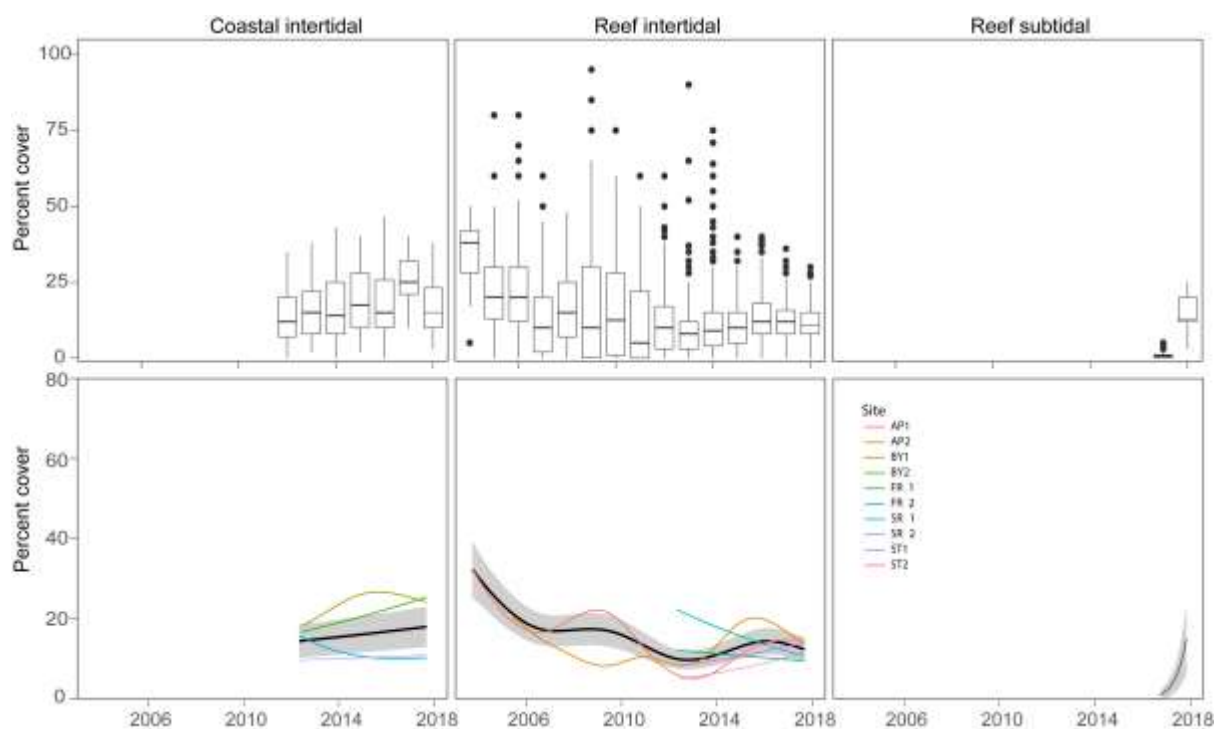 Coastal intertidal Reef intertidal Reef subtidal
Percent cover
100
75
50
25
0
Percent cover
80
60
40
20
0
Site
AP1
AP2
BY1
BY2
FR 1
FR 2
SR 1
SR 2
ST1
ST2
2006 2010 2014 2018 2006 2010 2014 2018 2006 2010 2014 2018